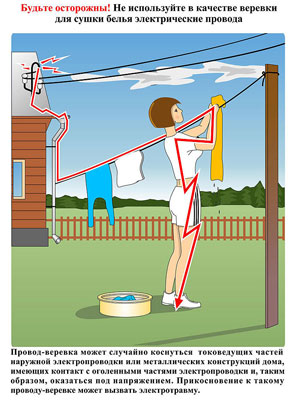 Будьте осторожны! Не используйте в качестве веревки
для сушки белья электрические провода
Провод-веревка может случайно коснуться токоведущих частей
наружной электропроводки или металлических конструкций дома,
имеющих контакт с оголенными частями электропроводки и, таким
образом, оказаться под напряжением. Прикосновение к такому
проводу-веревке может вызвать электротравму.